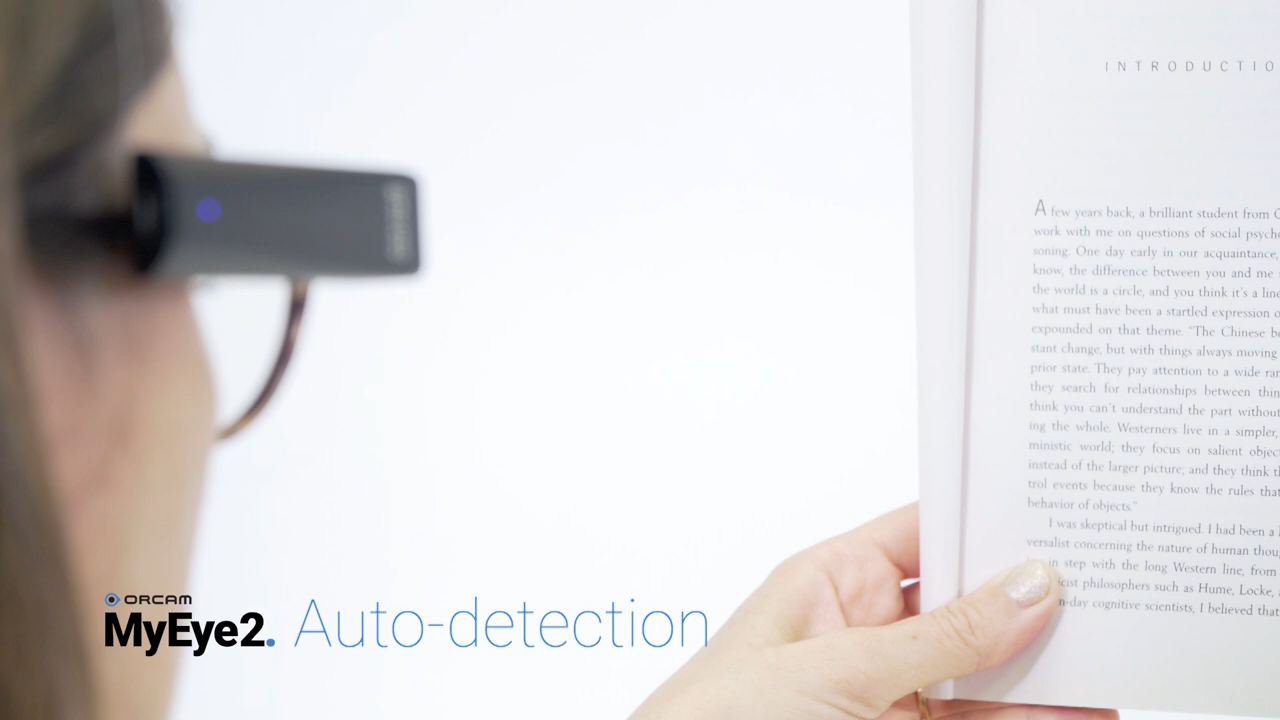 INTRODUCTIO
A few years back, a brilliant student from C
work with me on questions of social psych
soning. One day early in our acquaintance,
know, the difference between you and me
the world is a circle, and you think it's a line
what must have been a startled expression o
expounded on that theme. "The Chinese be
stant change, but with things always moving
prior state. They pay attention to a wide ran
they search for relationships between thin
think you can't understand the part without
ing the whole. Westerners live in a simpler,
ministic world; they focus on salient objec
instead of the larger picture; and they think th
trol events because they know the rules that
behavior of objects."
I was skeptical but intrigued. I had been a
versalist concerning the nature of human thou
in step with the long Western line, from
icist philosophers such as Hume, Locke,
n-day cognitive scientists, I believed that
ORCAM
MyEye2. Auto-detection